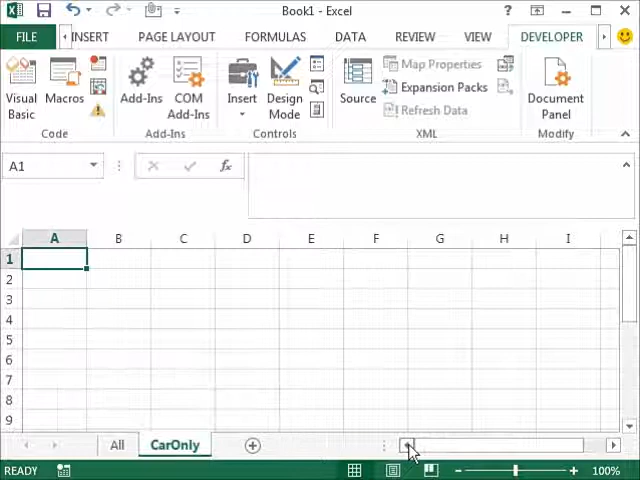 Book1 - Excel
FILE INSERT PAGE LAYOUT FORMULAS DATA REVIEW VIEW DEVELOPER
Visual Basic
Macros
Code
Add-Ins
COM Add-Ins
Add-Ins
Insert
Design Mode
Controls
Source
Map Properties
Expansion Packs
Refresh Data
XML
Document Panel
Modify
A1 fx
A B C D E F G H I
1
2
3
4
5
6
7
8
9
All CarOnly
READY 100%